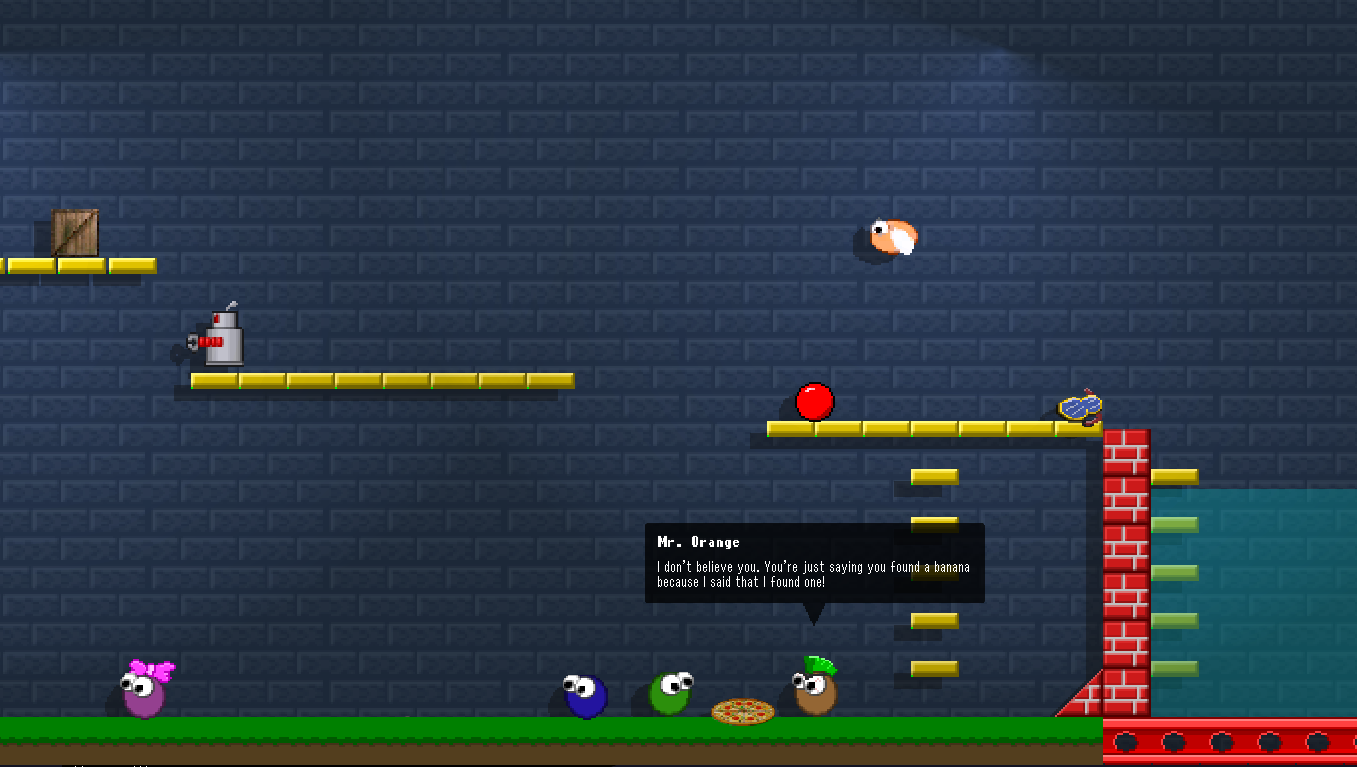 Mr. Orange
I don't believe you. You're just saying you found a banana
because I said that I found one!